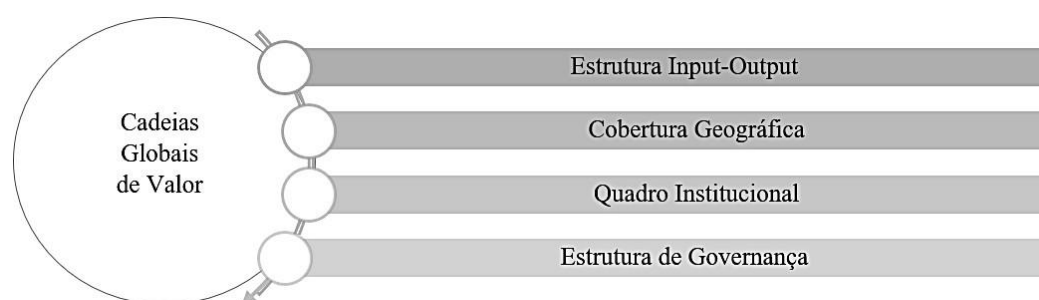 Cadeias
Globais
de Valor
Estrutura Input-Output
Cobertura Geográfica
Quadro Institucional
Estrutura de Governança